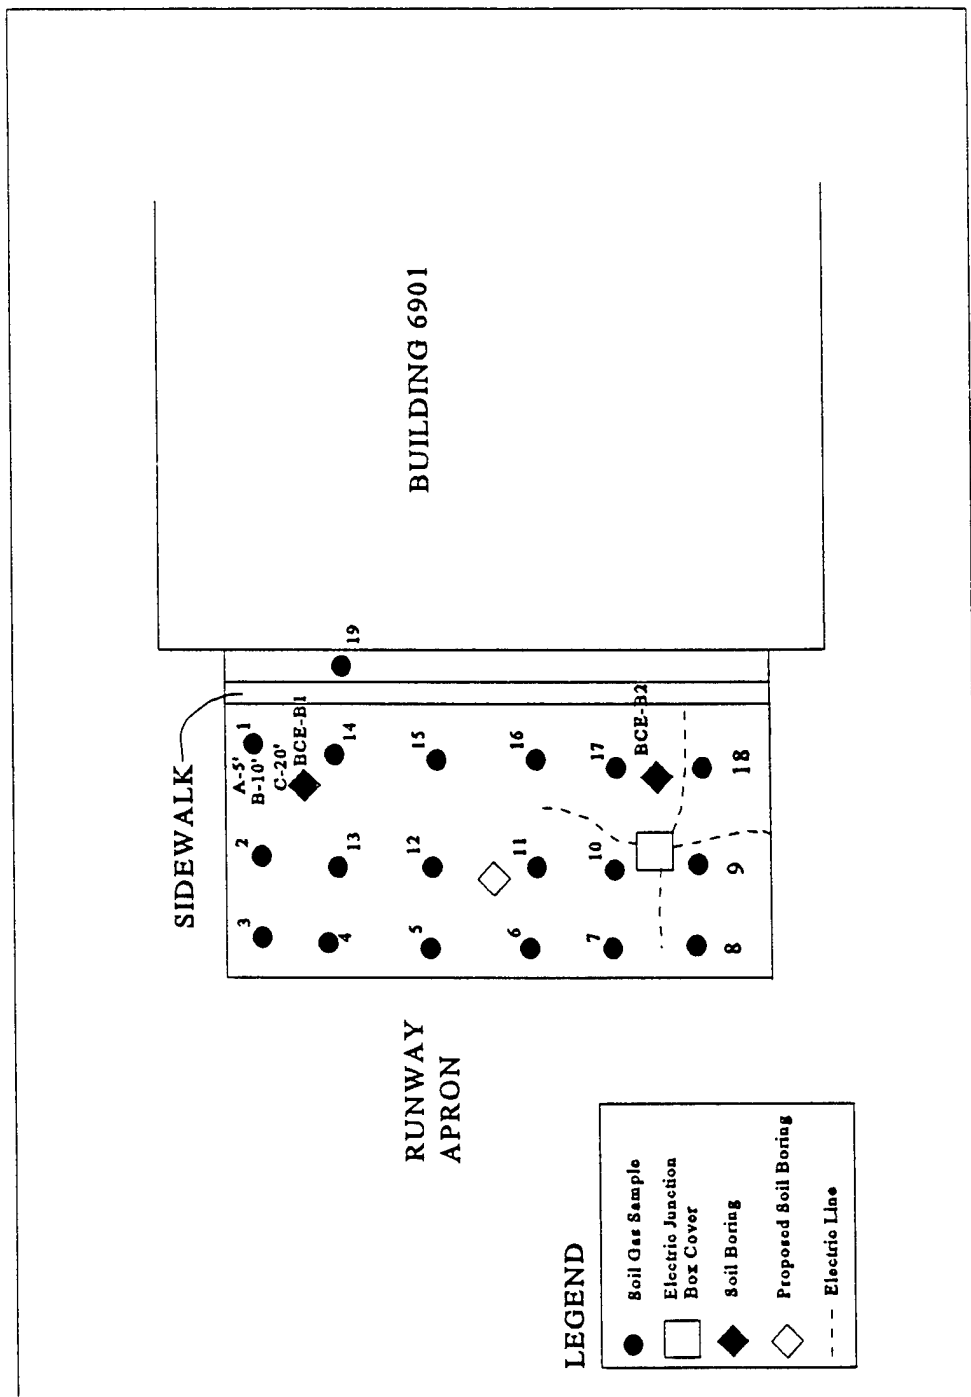 SIDEWALK
BUILDING 6901
RUNWAY
APRON
A-5'
B-10'
C-20'
BCE-B1
BCE-B2
1
2
3
4
5
6
7
8
9
10
11
12
13
14
15
16
17
18
19
LEGEND
Soil Gas Sample
Electric Junction
Box Cover
Soil Boring
Proposed Soil Boring
Electric Line